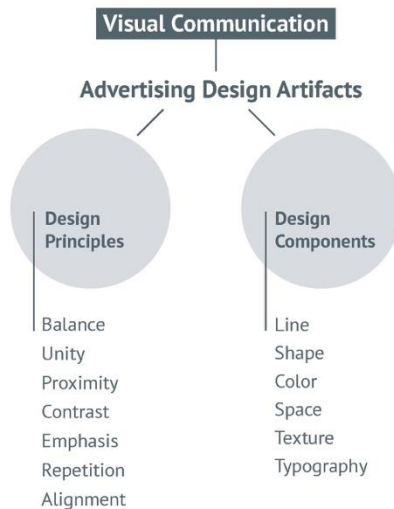 Visual Communication
Advertising Design Artifacts
Design
Principles
Balance
Unity
Proximity
Contrast
Emphasis
Repetition
Alignment
Design
Components
Line
Shape
Color
Space
Texture
Typography